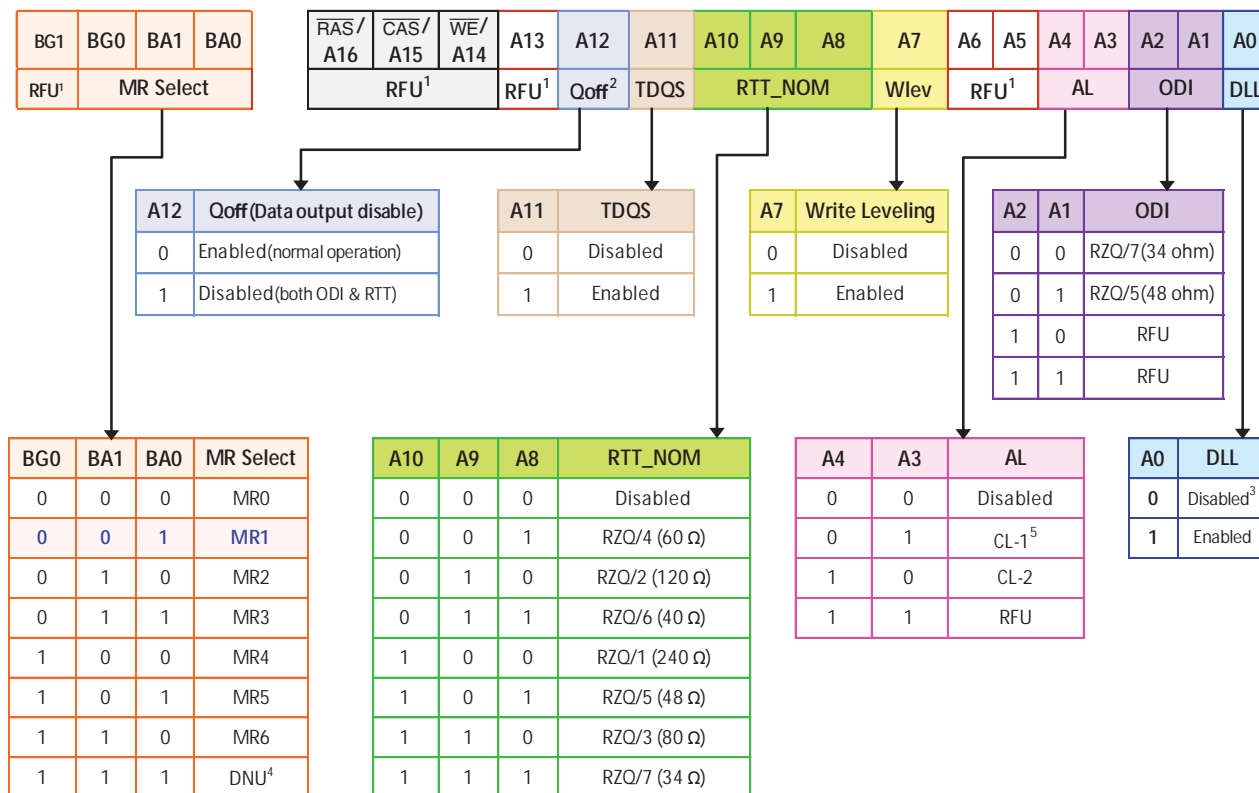 BG1 BG0 BA1 BA0 RAS/ A16 CAS/ A15 WE/ A14 A13 A12 A11 A10 A9 A8 A7 A6 A5 A4 A3 A2 A1 A0
RFU¹ MR Select RFU¹ RFU¹ Qoff² TDQS RTT_NOM Wlev RFU¹ AL ODI DLL
A12 Qoff(Data output disable)
0 Enabled(normal operation)
1 Disabled(both ODI & RTT)
A11 TDQS
0 Disabled
1 Enabled
A7 Write Leveling
0 Disabled
1 Enabled
A2 A1 ODI
0 0 RZQ/7(34 ohm)
0 1 RZQ/5(48 ohm)
1 0 RFU
1 1 RFU
BG0 BA1 BA0 MR Select
0 0 0 MR0
0 0 1 MR1
0 1 0 MR2
0 1 1 MR3
1 0 0 MR4
1 0 1 MR5
1 1 0 MR6
1 1 1 DNU⁴
A10 A9 A8 RTT_NOM
0 0 0 Disabled
0 0 1 RZQ/4 (60 Ω)
0 1 0 RZQ/2 (120 Ω)
0 1 1 RZQ/6 (40 Ω)
1 0 0 RZQ/1 (240 Ω)
1 0 1 RZQ/5 (48 Ω)
1 1 0 RZQ/3 (80 Ω)
1 1 1 RZQ/7 (34 Ω)
A4 A3 AL
0 0 Disabled
0 1 CL-1⁵
1 0 CL-2
1 1 RFU
A0 DLL
0 Disabled³
1 Enabled